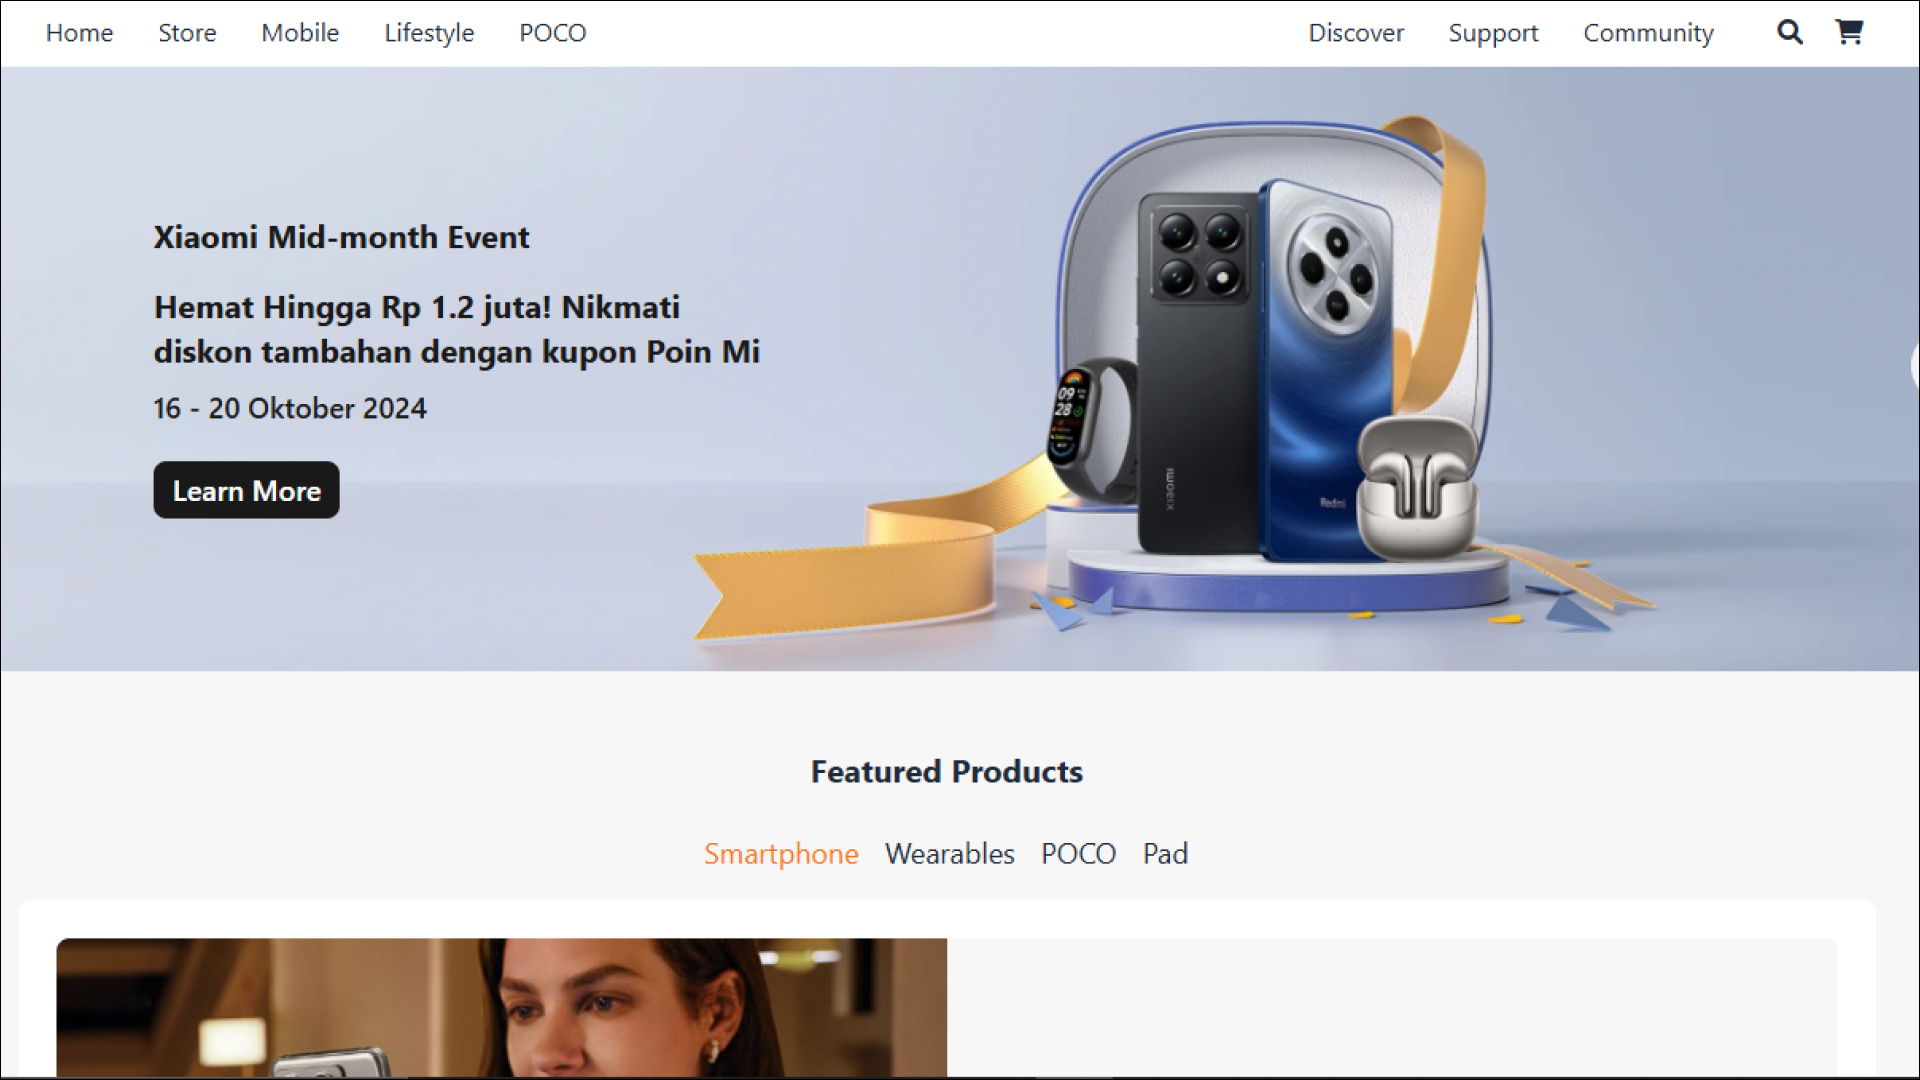 Home Store Mobile Lifestyle POCO Discover Support Community
Xiaomi Mid-month Event
Hemat Hingga Rp 1.2 juta! Nikmati
diskon tambahan dengan kupon Poin Mi
16 - 20 Oktober 2024
Learn More
09
28
xiaomi
Redmi
Featured Products
Smartphone Wearables POCO Pad